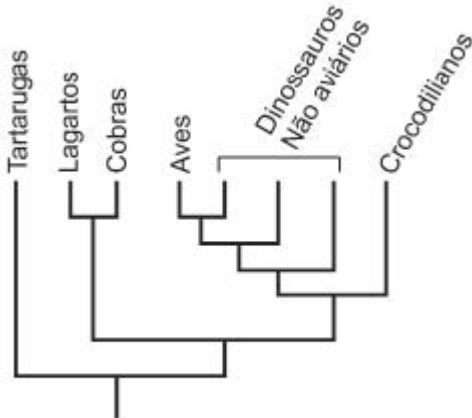 Tartarugas
Lagartos
Cobras
Aves
Dinossauros
Não aviários
Crocodilianos